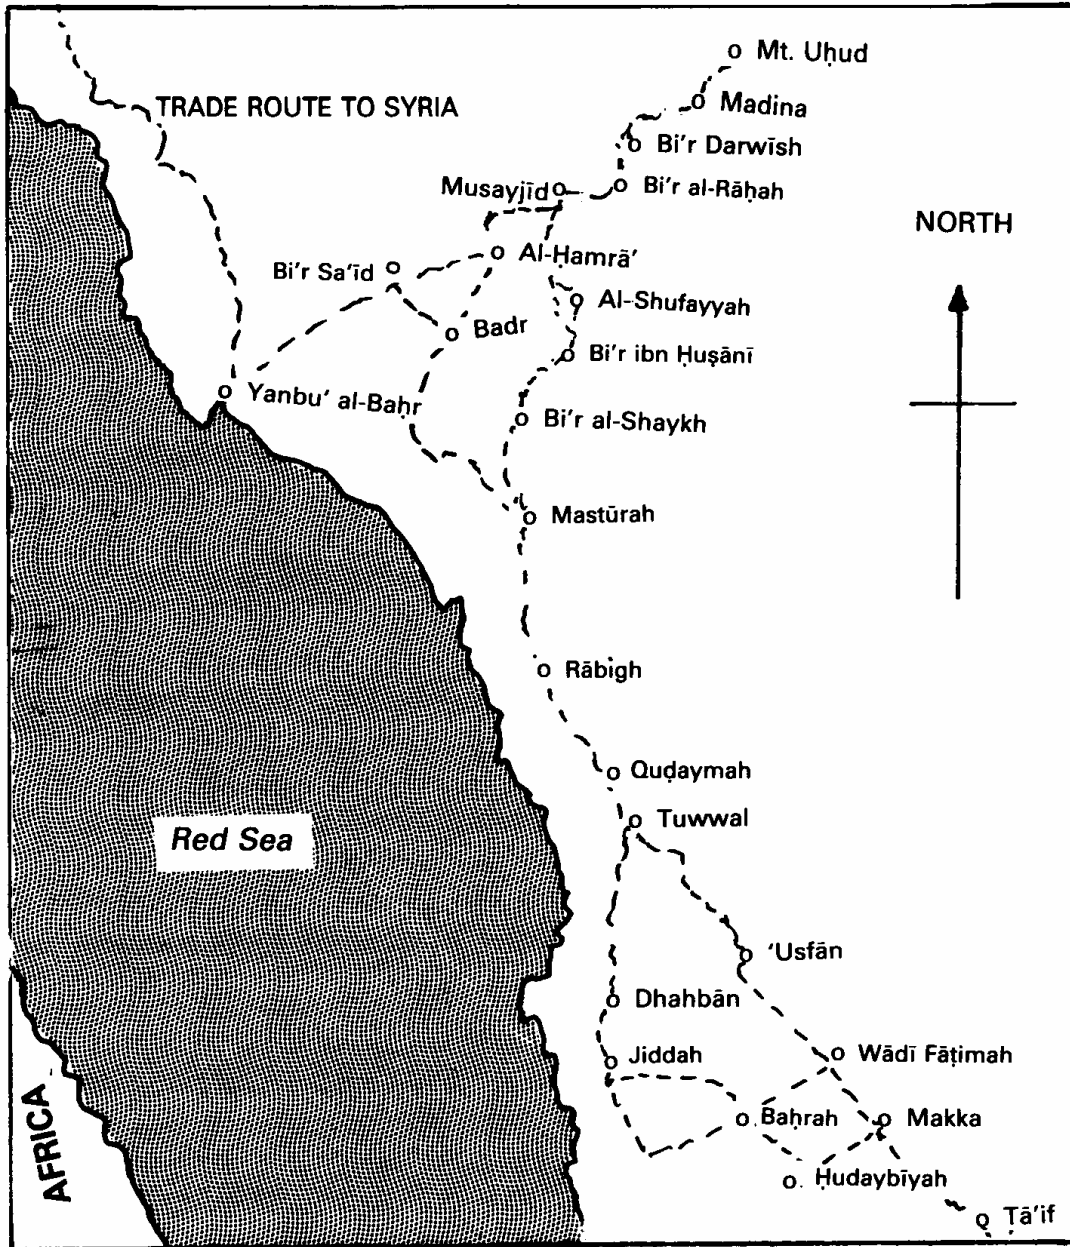 Mt. Uḥud
TRADE ROUTE TO SYRIA
Madina
Bi'r Darwīsh
Musayjīd
Bi'r al-Rāḥah
NORTH
Al-Ḥamrā'
Bi'r Sa'īd
Al-Shufayyah
Badr
Bi'r ibn Ḥuṣānī
Yanbu' al-Baḥr
Bi'r al-Shaykh
Mastūrah
Rābigh
Quḍaymah
Tuwwal
Red Sea
'Usfān
Dhahbān
Jiddah
Wādī Fāṭimah
AFRICA
Baḥrah
Makka
Ḥudaybīyah
Tā'if